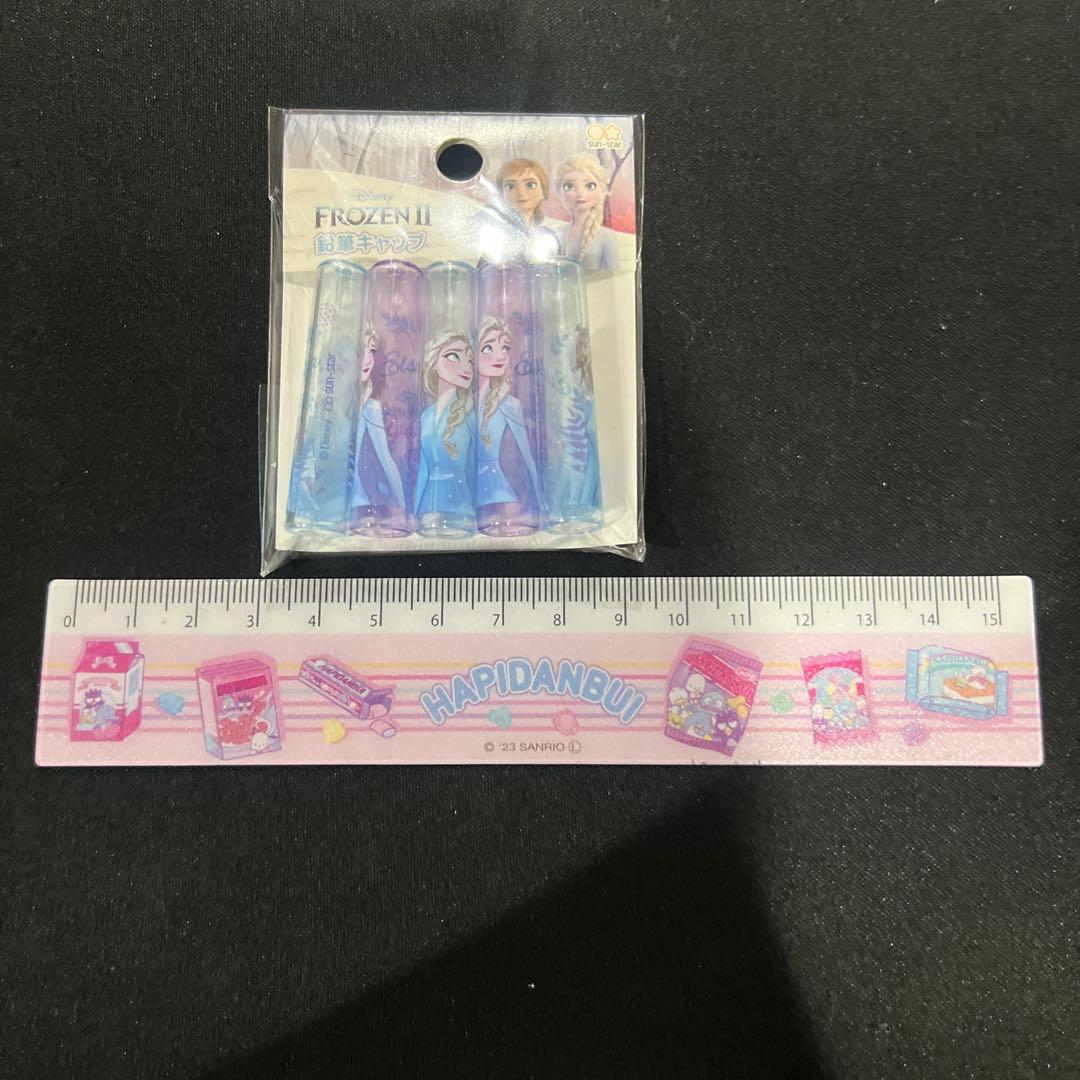 sun-star
Disney
FROZEN II
鉛筆キャップ
© Disney
sun-star
0 1 2 3 4 5 6 7 8 9 10 11 12 13 14 15
HAPIDANBUI
© '23 SANRIO Ⓛ